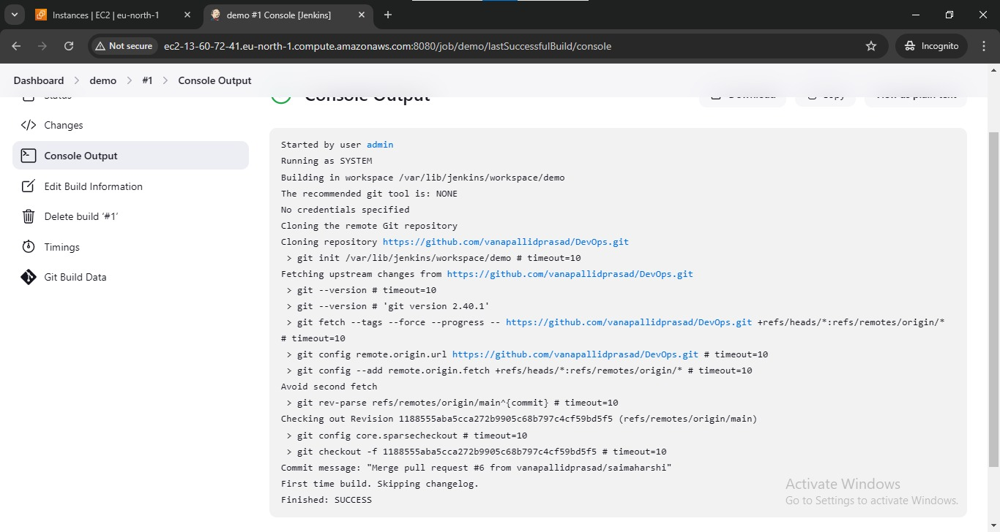 Instances | EC2 | eu-north-1
demo #1 Console [Jenkins]
Not secure
ec2-13-60-72-41.eu-north-1.compute.amazonaws.com:8080/job/demo/lastSuccessfulBuild/console
Incognito
Dashboard > demo > #1 > Console Output
Status
Changes
Console Output
Edit Build Information
Delete build ‘#1’
Timings
Git Build Data
Console Output
Download
Copy
View as plain text
Started by user admin
Running as SYSTEM
Building in workspace /var/lib/jenkins/workspace/demo
The recommended git tool is: NONE
No credentials specified
Cloning the remote Git repository
Cloning repository https://github.com/vanapallidprasad/DevOps.git
> git init /var/lib/jenkins/workspace/demo # timeout=10
Fetching upstream changes from https://github.com/vanapallidprasad/DevOps.git
> git --version # timeout=10
> git --version # 'git version 2.40.1'
> git fetch --tags --force --progress -- https://github.com/vanapallidprasad/DevOps.git +refs/heads/*:refs/remotes/origin/*
# timeout=10
> git config remote.origin.url https://github.com/vanapallidprasad/DevOps.git # timeout=10
> git config --add remote.origin.fetch +refs/heads/*:refs/remotes/origin/* # timeout=10
Avoid second fetch
> git rev-parse refs/remotes/origin/main^{commit} # timeout=10
Checking out Revision 1188555aba5cca272b9905c68b797c4cf59bd5f5 (refs/remotes/origin/main)
> git config core.sparsecheckout # timeout=10
> git checkout -f 1188555aba5cca272b9905c68b797c4cf59bd5f5 # timeout=10
Commit message: "Merge pull request #6 from vanapallidprasad/saimaharshi"
First time build. Skipping changelog.
Finished: SUCCESS
Activate Windows
Go to Settings to activate Windows.